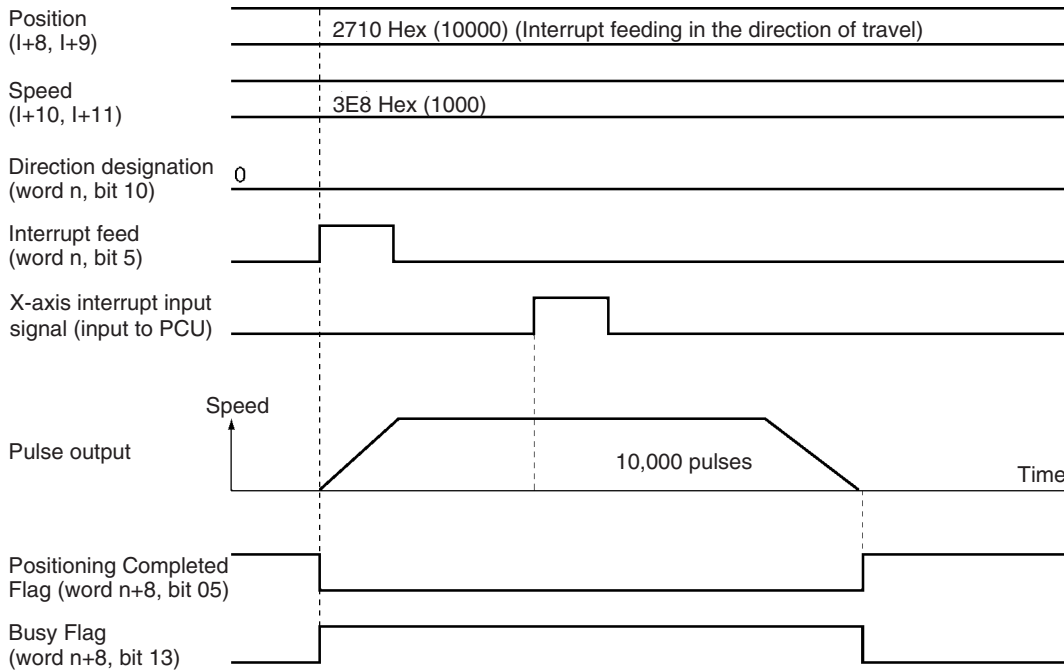 Position
(I+8, I+9)
2710 Hex (10000) (Interrupt feeding in the direction of travel)
Speed
(I+10, I+11)
3E8 Hex (1000)
Direction designation
(word n, bit 10)
0
Interrupt feed
(word n, bit 5)
X-axis interrupt input
signal (input to PCU)
Speed
Pulse output
10,000 pulses
Time
Positioning Completed
Flag (word n+8, bit 05)
Busy Flag
(word n+8, bit 13)